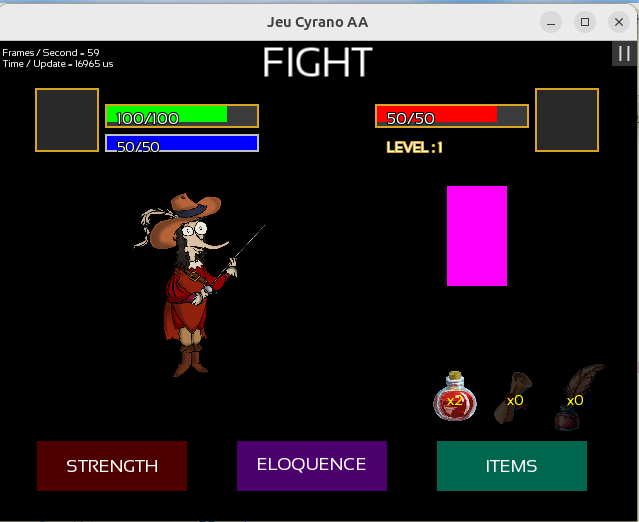 Jeu Cyrano AA
Frames / Second = 59
Time / Update = 16965 us
FIGHT
100/100
50/50
50/50
LEVEL : 1
x2
x0
x0
STRENGTH
ELOQUENCE
ITEMS